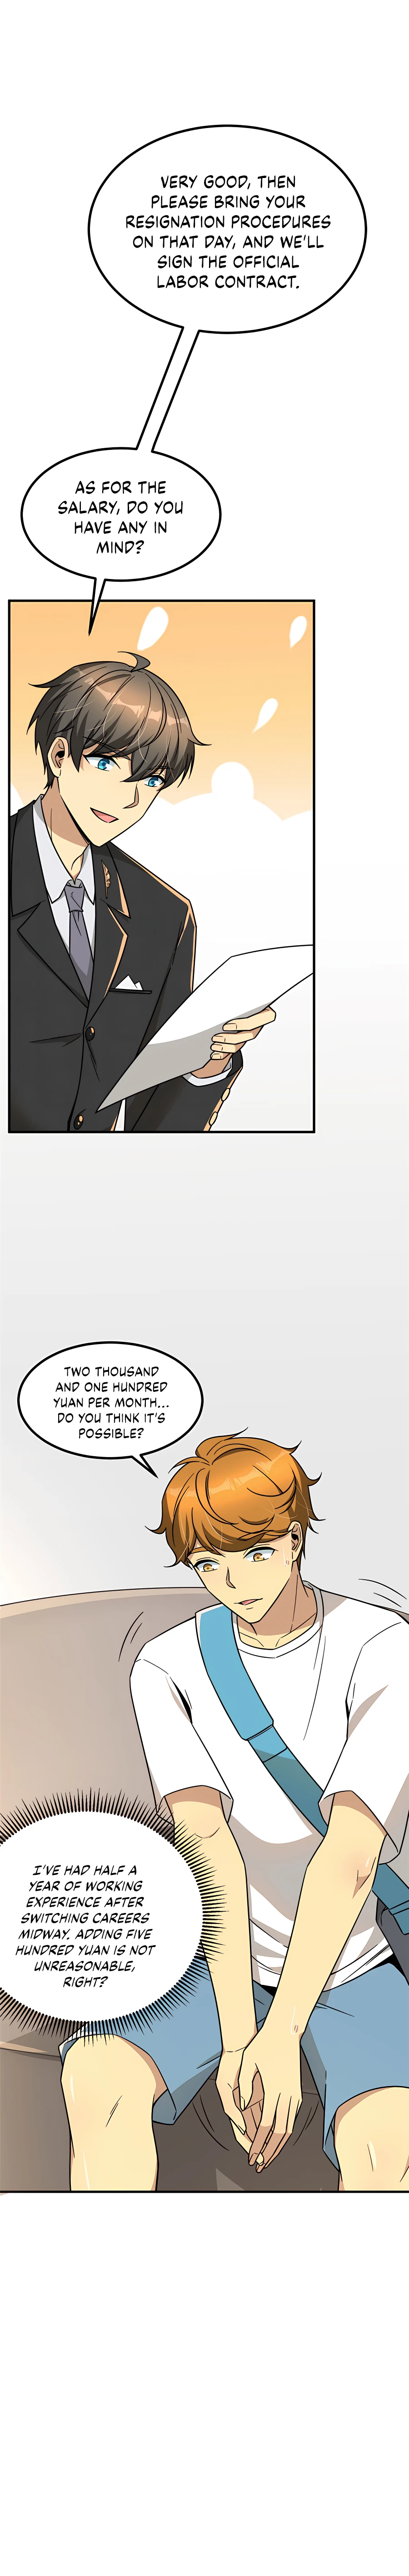 VERY GOOD, THEN
PLEASE BRING YOUR
RESIGNATION PROCEDURES
ON THAT DAY, AND WE'LL
SIGN THE OFFICIAL
LABOR CONTRACT.
AS FOR THE
SALARY, DO YOU
HAVE ANY IN
MIND?
TWO THOUSAND
AND ONE HUNDRED
YUAN PER MONTH...
DO YOU THINK IT'S
POSSIBLE?
I'VE HAD HALF A
YEAR OF WORKING
EXPERIENCE AFTER
SWITCHING CAREERS
MIDWAY. ADDING FIVE
HUNDRED YUAN IS NOT
UNREASONABLE,
RIGHT?